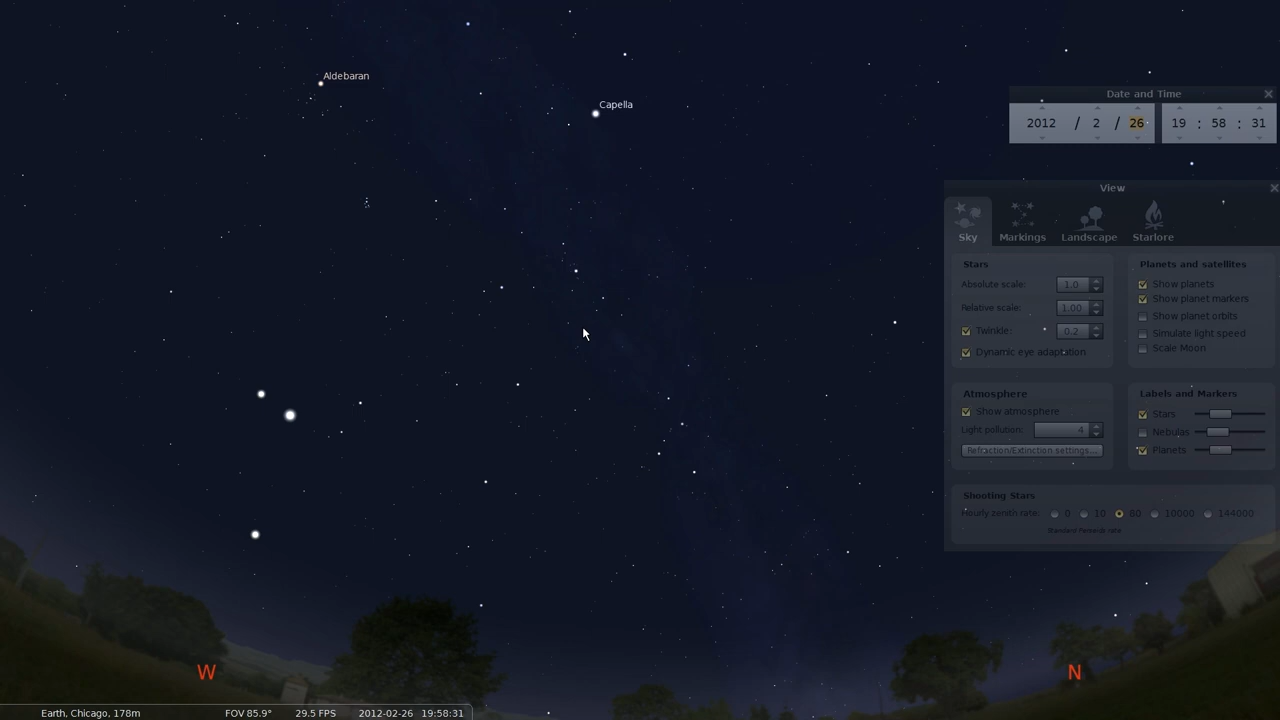 Aldebaran
Capella
Date and Time
2012 / 2 / 26 19 : 58 : 31
View
Sky Markings Landscape Starlore
Stars
Absolute scale: 1.0
Relative scale: 1.00
Twinkle: 0.2
Dynamic eye adaptation
Planets and satellites
Show planets
Show planet markers
Show planet orbits
Simulate light speed
Scale Moon
Atmosphere
Show atmosphere
Light pollution: 4
Refraction/Extinction settings...
Labels and Markers
Stars
Nebulas
Planets
Shooting Stars
Hourly zenith rate: 0 10 80 10000 144000
Standard Perseids rate
W
N
Earth, Chicago, 178m FOV 85.9° 29.5 FPS 2012-02-26 19:58:31